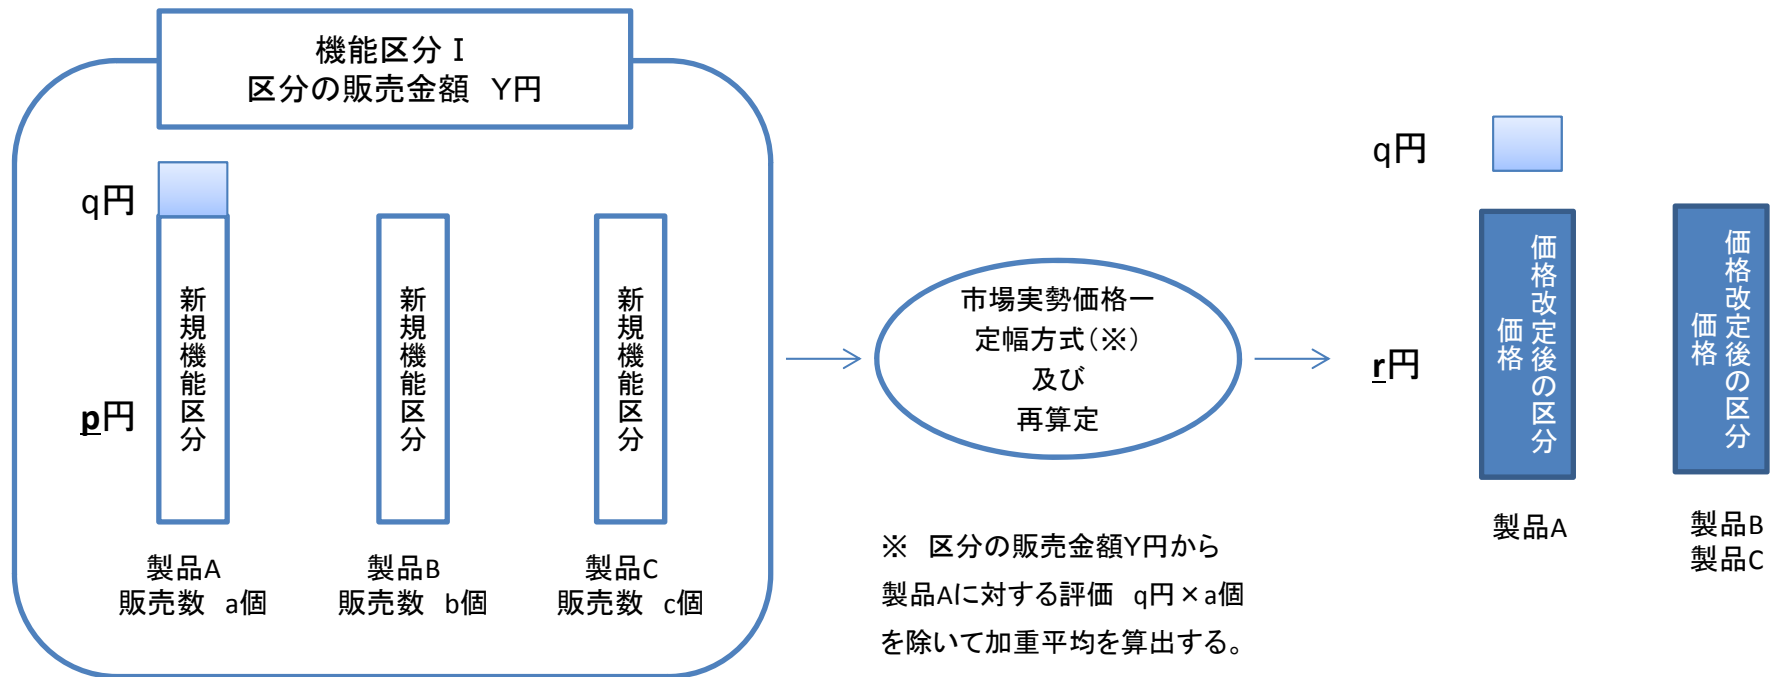 機能区分Ⅰ
区分の販売金額　Y円
q円
p円
新規機能区分
新規機能区分
新規機能区分
製品A
販売数　a個
製品B
販売数　b個
製品C
販売数　c個
市場実勢価格一
定幅方式（※）
及び
再算定
※　区分の販売金額Y円から
製品Aに対する評価　q円×a個
を除いて加重平均を算出する。
q円
r円
価格改定後の区分
価格
価格改定後の区分
価格
製品A
製品B
製品C